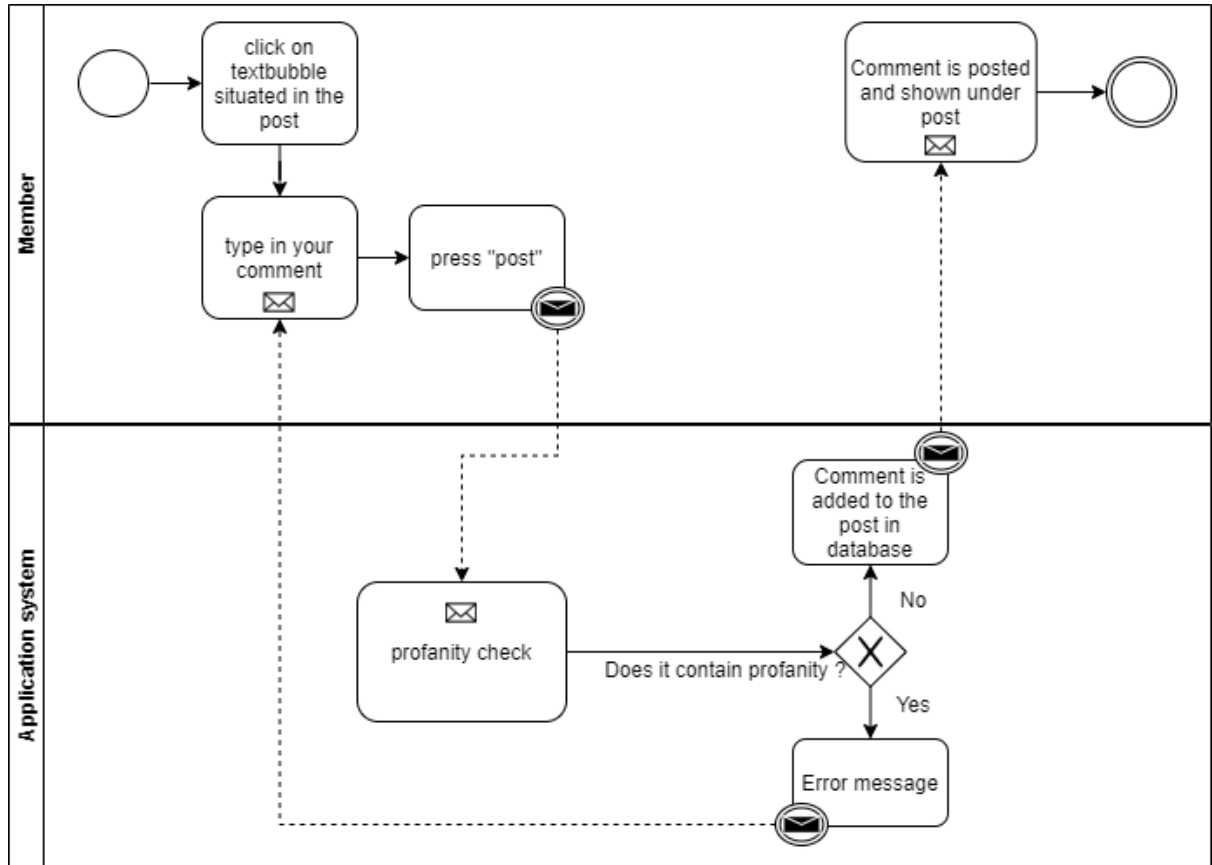 Member
click on
textbubble
situated in the
post
type in your
comment
press "post"
Comment is posted
and shown under
post
Application system
profanity check
Does it contain profanity ?
No
Yes
Comment is
added to the
post in
database
Error message